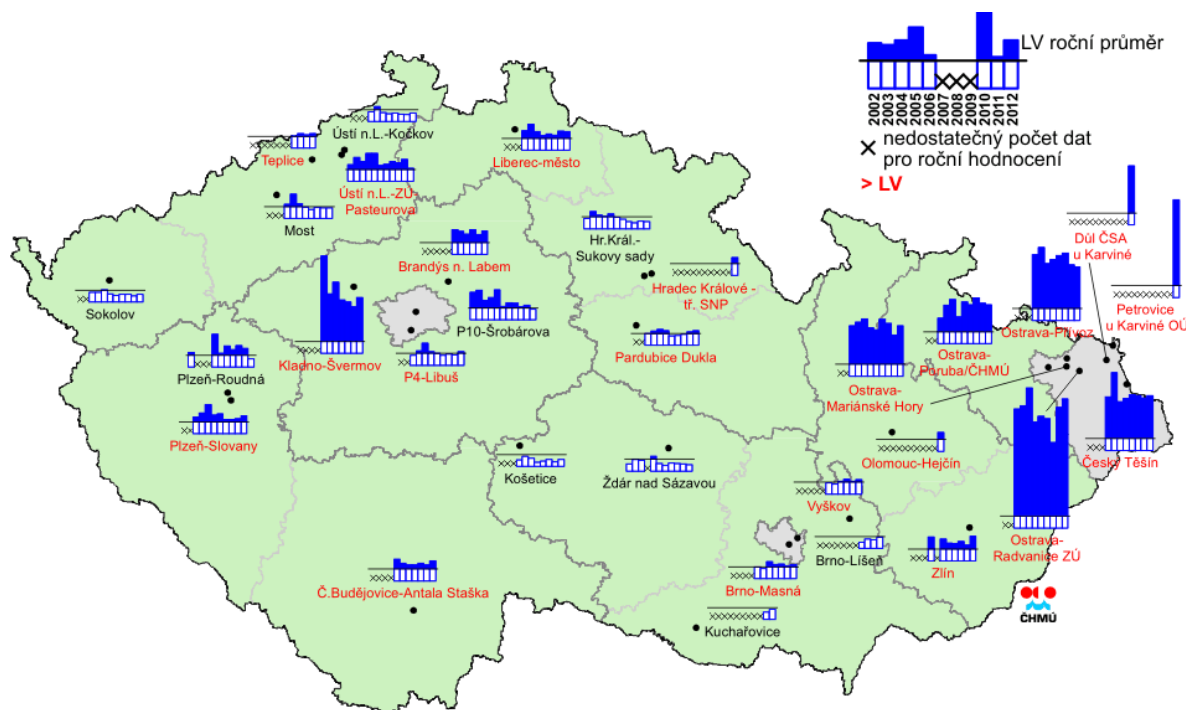 LV roční průměr
2002
2003
2004
2005
2006
2007
2008
2009
2010
2011
2012
nedostatečný počet dat
pro roční hodnocení
> LV
Ústí n.L.-Kočkov
Teplice
Ústí n.L.-ZÚ-
Pasteurova
Liberec-město
Most
Sokolov
Brandýs n. Labem
Hr.Král.-
Sukovy sady
Hradec Králové -
tř. SNP
Důl ČSA
u Karviné
Petrovice
u Karviné OÚ
Plzeň-Roudná
Kladno-Švermov
P10-Šrobárova
P4-Libuš
Pardubice Dukla
Ostrava-Přívoz
Ostrava-
Poruba/ČHMÚ
Ostrava-
Mariánské Hory
Plzeň-Slovany
Košetice
Ždár nad Sázavou
Olomouc-Hejčín
Český Těšín
Vyškov
Brno-Líšeň
Ostrava-
Radvanice ZÚ
Zlín
Č.Budějovice-Antala Staška
Brno-Masná
Kuchařovice
ČHMÚ